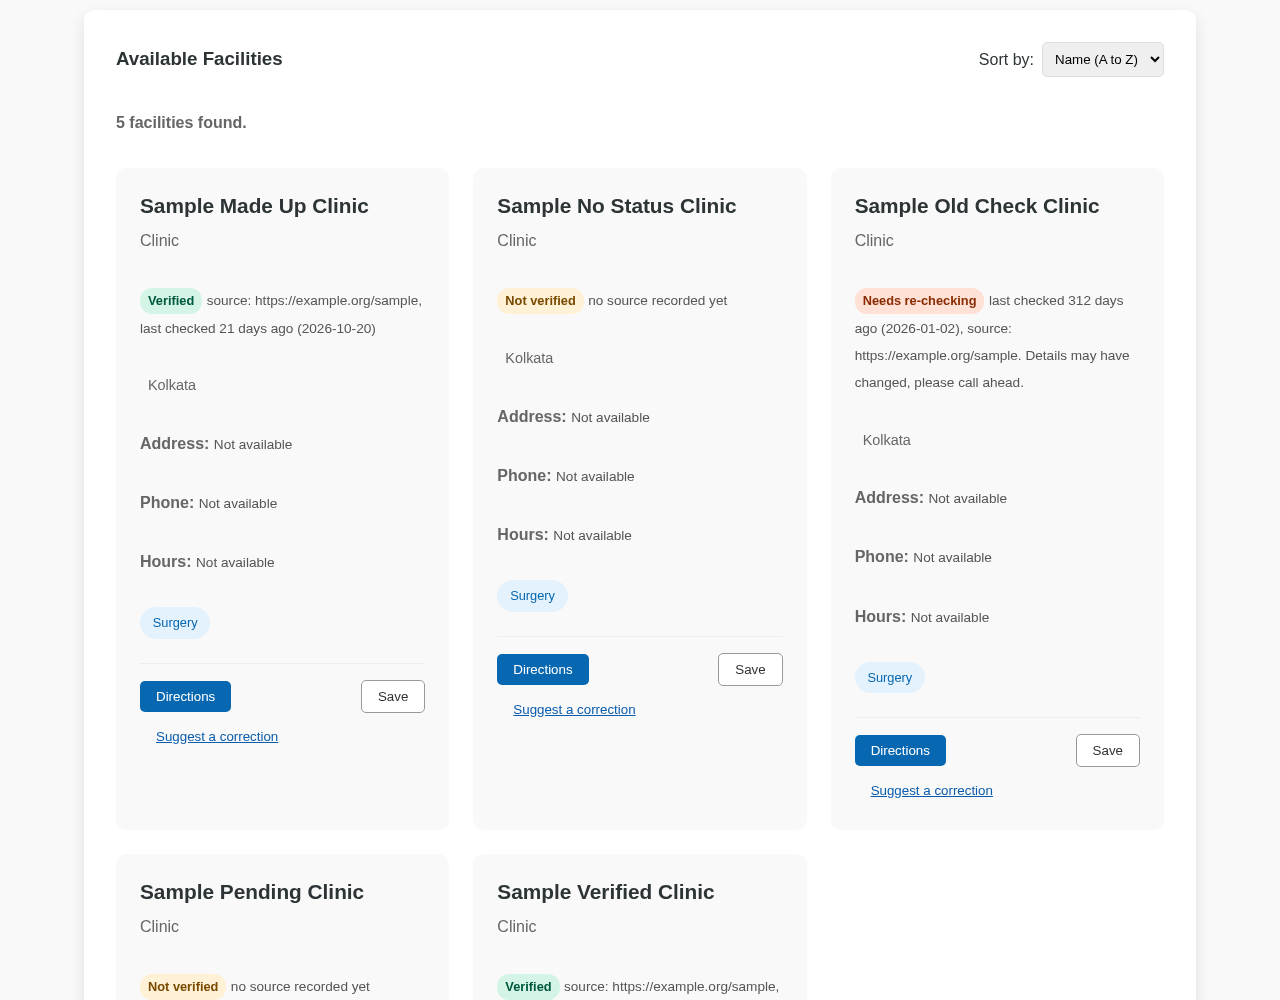 Available Facilities
Sort by: Name (A to Z)
5 facilities found.
Sample Made Up Clinic
Clinic
Verified source: https://example.org/sample,
last checked 21 days ago (2026-10-20)
Kolkata
Address: Not available
Phone: Not available
Hours: Not available
Surgery
Directions
Save
Suggest a correction
Sample No Status Clinic
Clinic
Not verified no source recorded yet
Kolkata
Address: Not available
Phone: Not available
Hours: Not available
Surgery
Directions
Save
Suggest a correction
Sample Old Check Clinic
Clinic
Needs re-checking last checked 312 days
ago (2026-01-02), source:
https://example.org/sample. Details may have
changed, please call ahead.
Kolkata
Address: Not available
Phone: Not available
Hours: Not available
Surgery
Directions
Save
Suggest a correction
Sample Pending Clinic
Clinic
Not verified no source recorded yet
Sample Verified Clinic
Clinic
Verified source: https://example.org/sample,